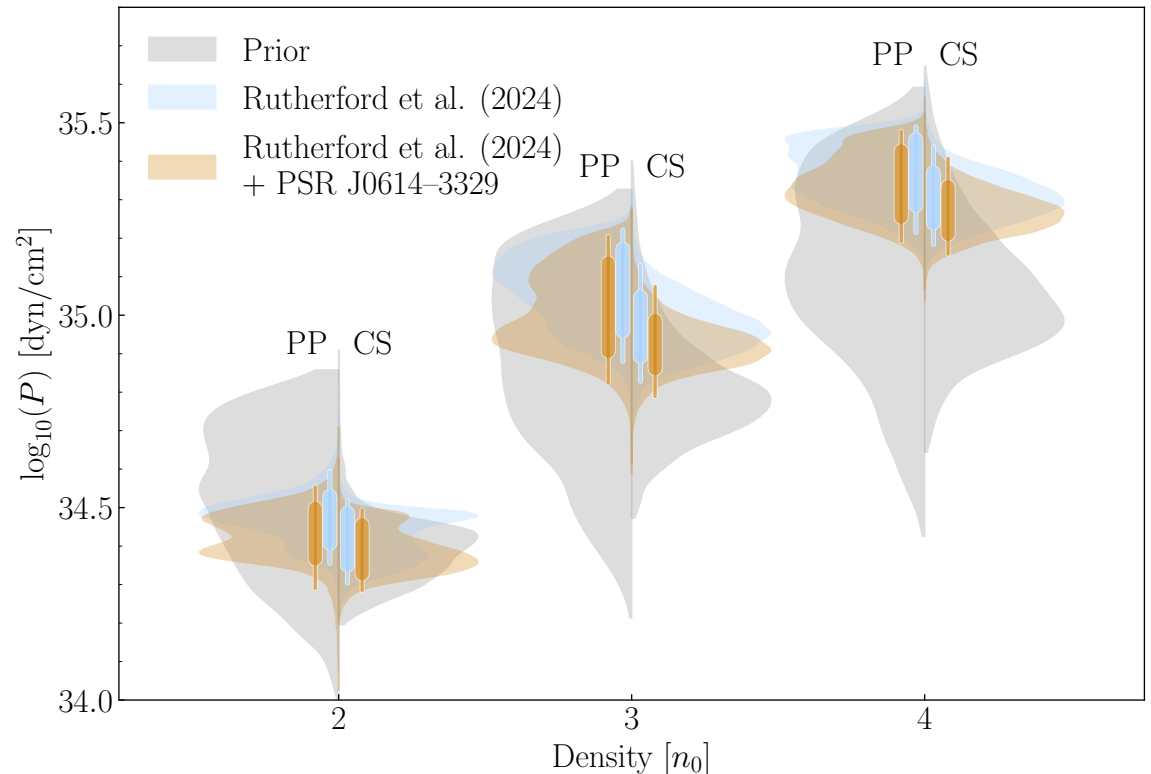 Prior
Rutherford et al. (2024)
Rutherford et al. (2024)
+ PSR J0614–3329
PP CS
PP CS
PP CS
35.5
35.0
34.5
34.0
log₁₀(P) [dyn/cm²]
2 3 4
Density [n₀]